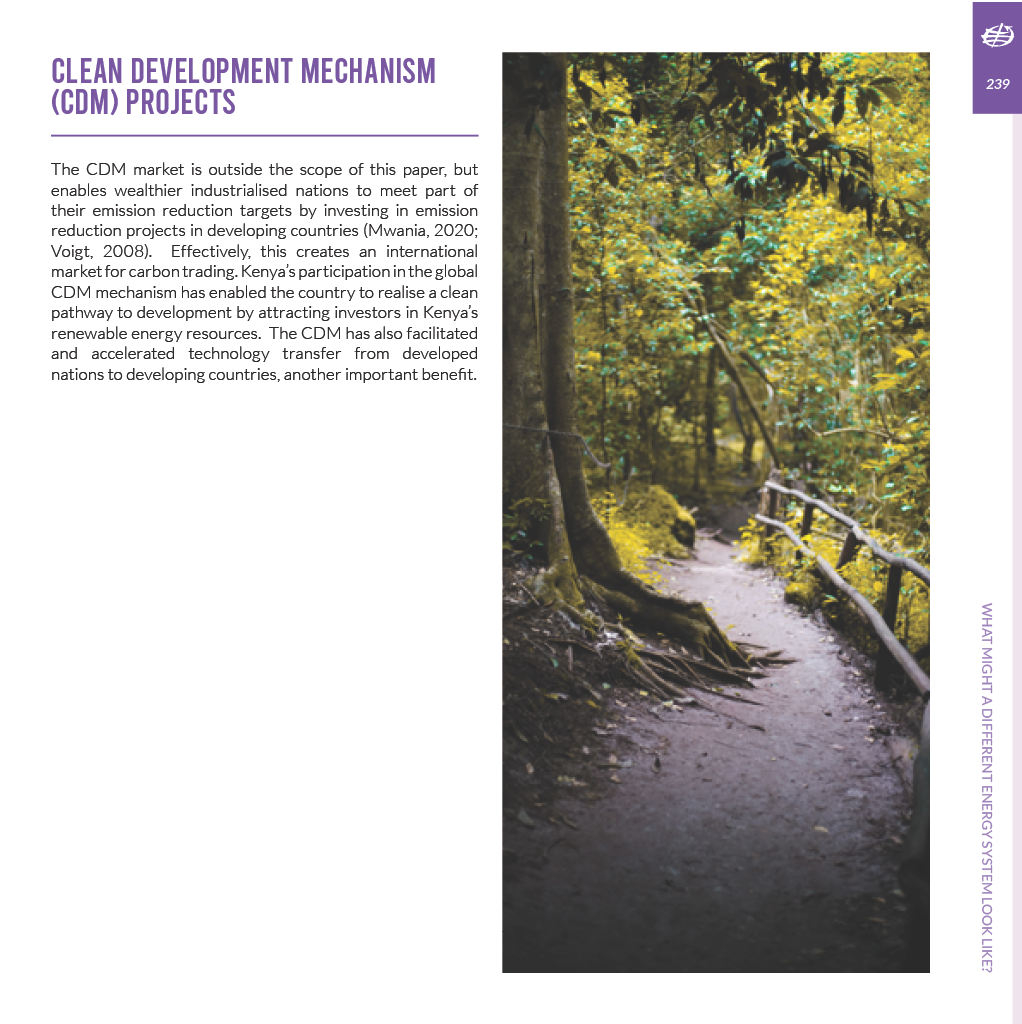 CLEAN DEVELOPMENT MECHANISM
(CDM) PROJECTS
The CDM market is outside the scope of this paper, but
enables wealthier industrialised nations to meet part of
their emission reduction targets by investing in emission
reduction projects in developing countries (Mwania, 2020;
Voigt, 2008).  Effectively, this creates an international
market for carbon trading. Kenya’s participation in the global
CDM mechanism has enabled the country to realise a clean
pathway to development by attracting investors in Kenya’s
renewable energy resources.  The CDM has also facilitated
and accelerated technology transfer from developed
nations to developing countries, another important benefit.
239
WHAT MIGHT A DIFFERENT ENERGY SYSTEM LOOK LIKE?